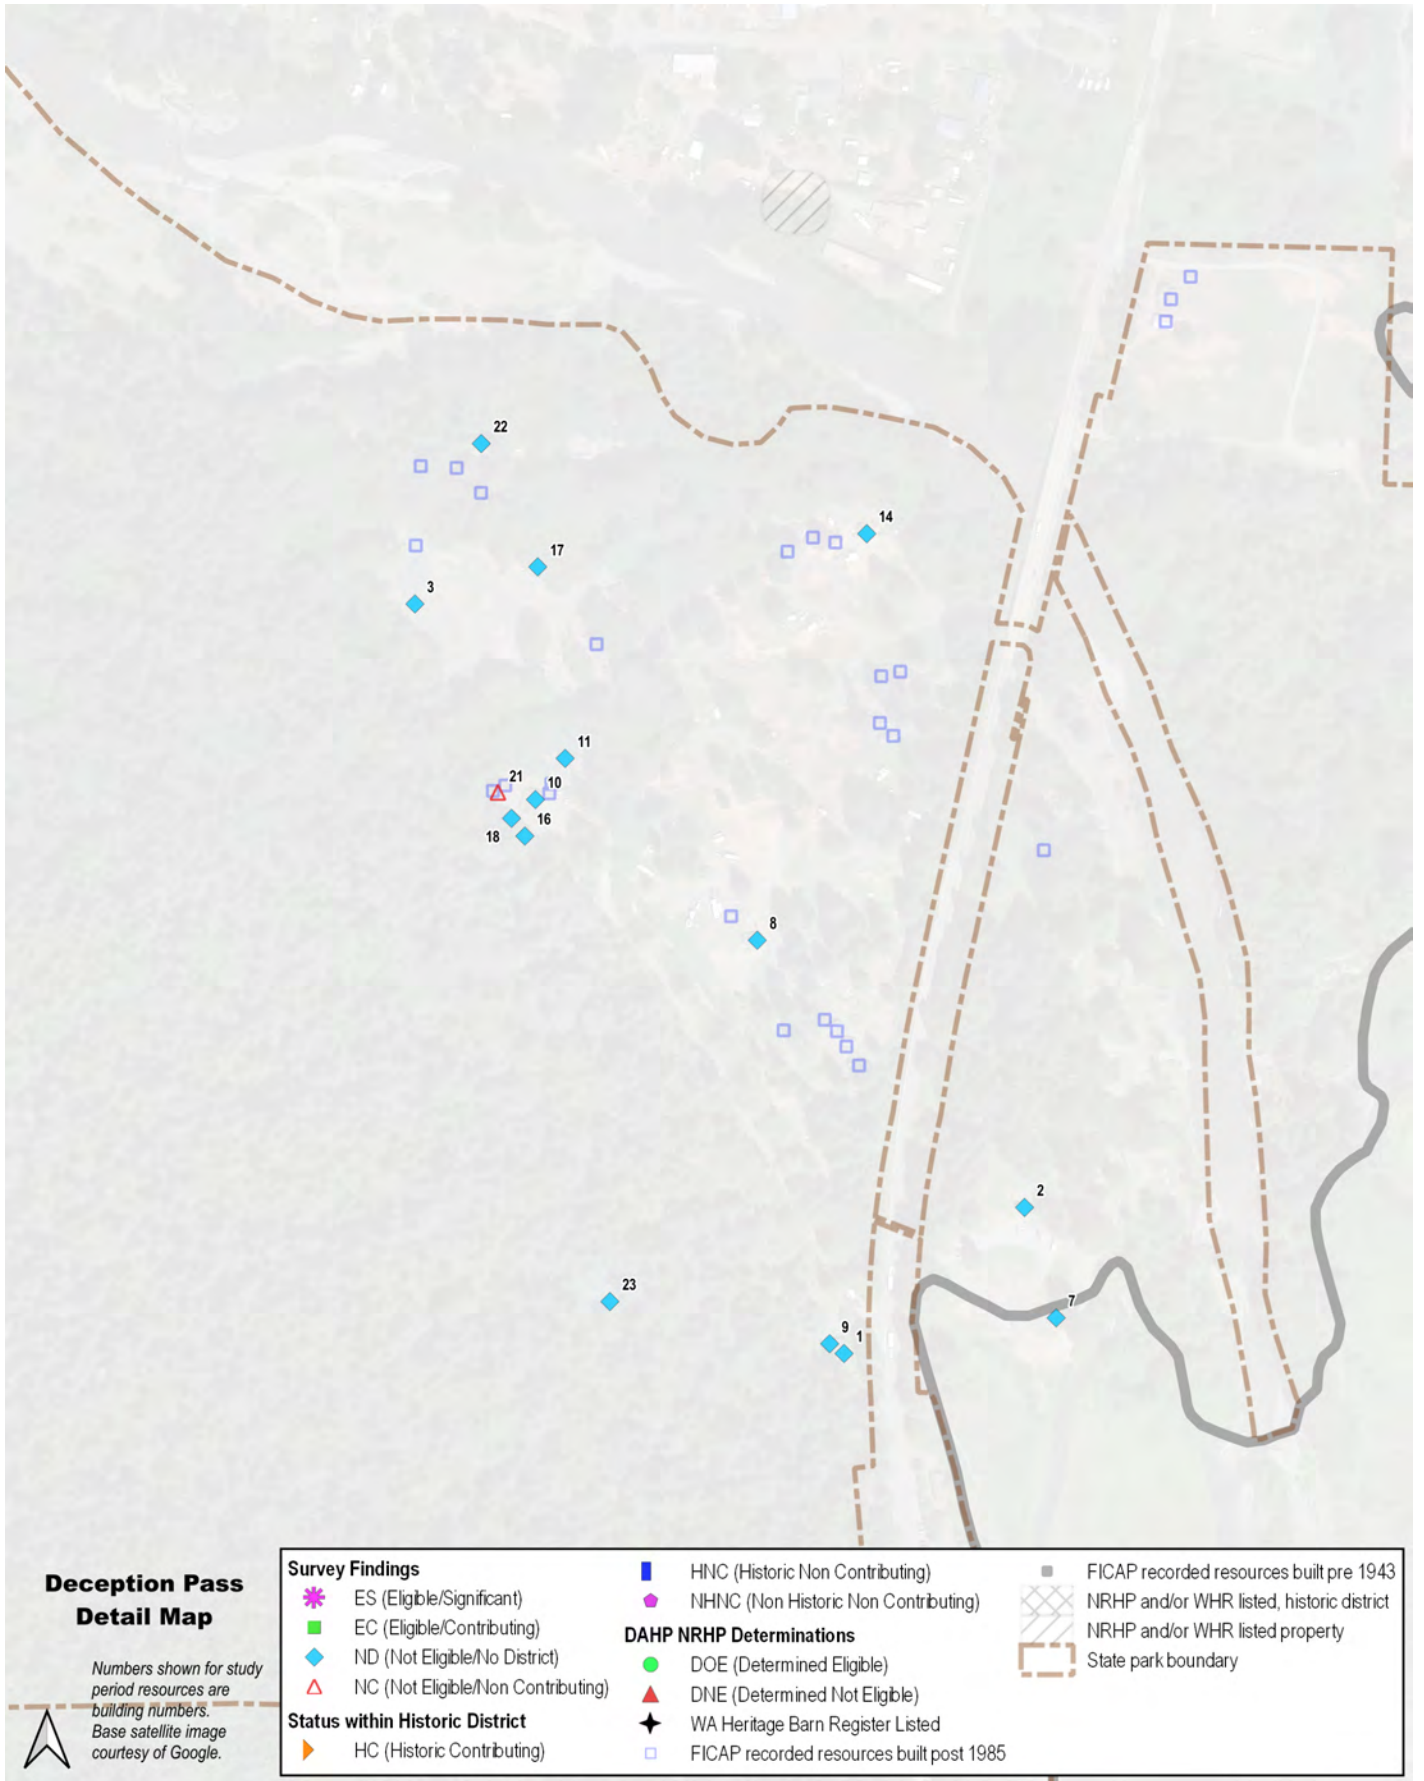 22
14
17
3
11
21
10
16
18
8
2
23
7
9
1
Deception Pass
Detail Map
Numbers shown for study
period resources are
building numbers.
Base satellite image
courtesy of Google.
Survey Findings
ES (Eligible/Significant)
EC (Eligible/Contributing)
ND (Not Eligible/No District)
NC (Not Eligible/Non Contributing)
Status within Historic District
HC (Historic Contributing)
HNC (Historic Non Contributing)
NHNC (Non Historic Non Contributing)
DAHP NRHP Determinations
DOE (Determined Eligible)
DNE (Determined Not Eligible)
WA Heritage Barn Register Listed
FICAP recorded resources built post 1985
FICAP recorded resources built pre 1943
NRHP and/or WHR listed, historic district
NRHP and/or WHR listed property
State park boundary